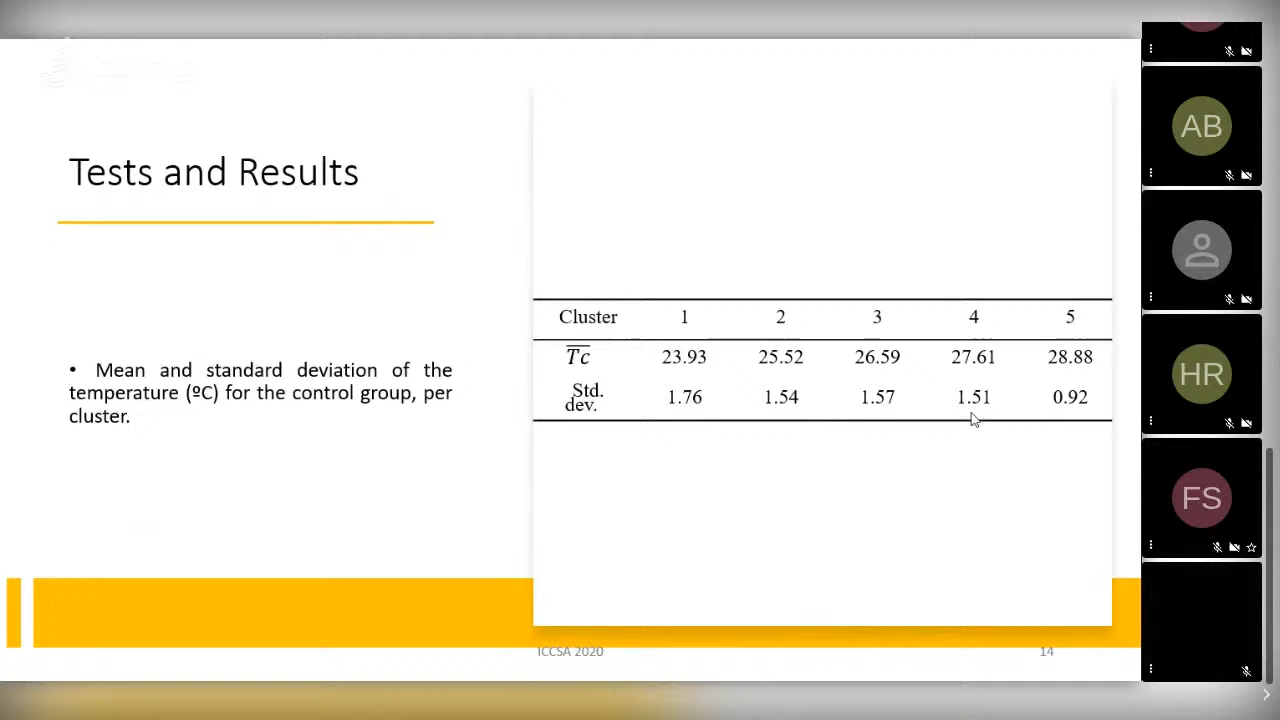 Tests and Results
• Mean and standard deviation of the
temperature (ºC) for the control group, per
cluster.
Cluster 1 2 3 4 5
Tc 23.93 25.52 26.59 27.61 28.88
Std.
dev. 1.76 1.54 1.57 1.51 0.92
ICCSA 2020
14
AB
HR
FS